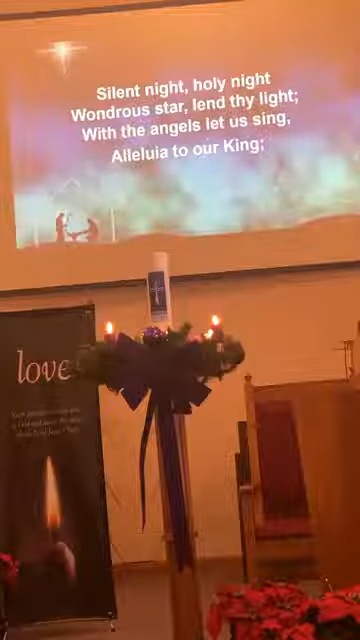 Silent night, holy night
Wondrous star, lend thy light;
With the angels let us sing,
Alleluia to our King;
love